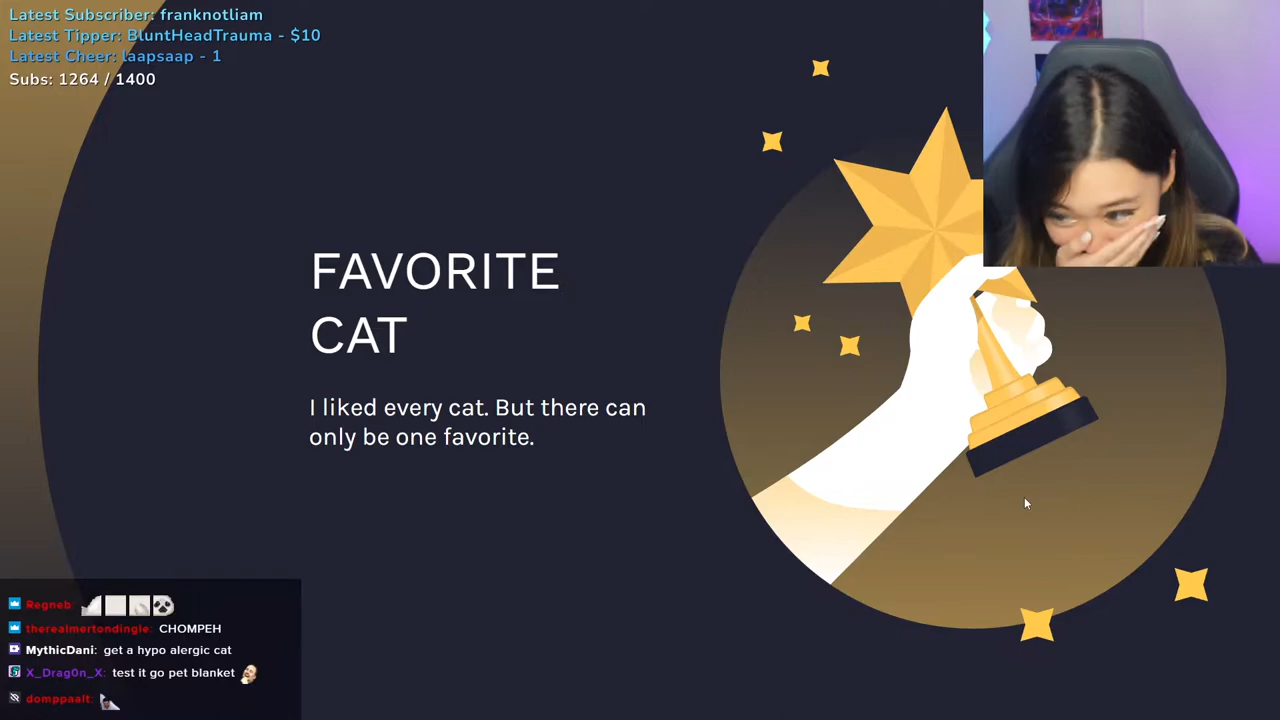 Latest Subscriber: franknotliam
Latest Tipper: BluntHeadTrauma - $10
Latest Cheer: laapsaap - 1
Subs: 1264 / 1400
FAVORITE
CAT
I liked every cat. But there can
only be one favorite.
Regneb:
therealmertondingle: CHOMPEH
MythicDani: get a hypo alergic cat
X_Drag0n_X: test it go pet blanket
domppaalt: